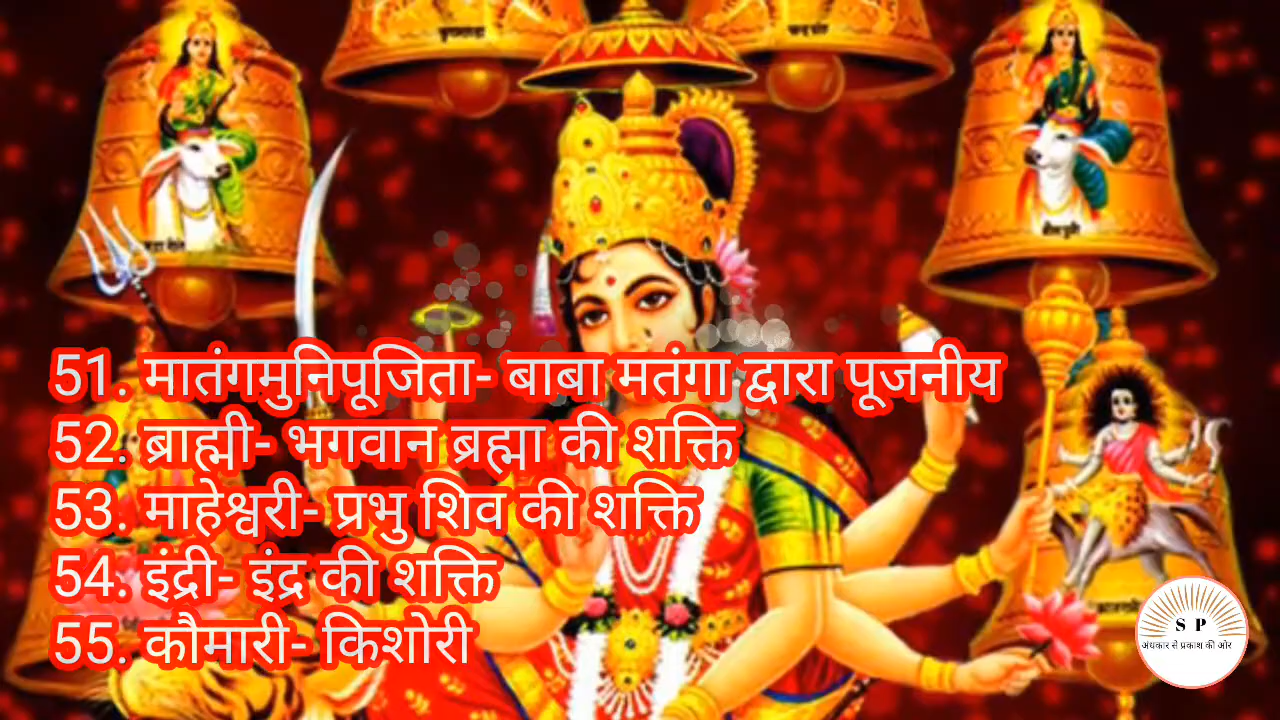 51. मातंगमुनिपूजिता- बाबा मतंगा द्वारा पूजनीय
52. ब्राह्मी- भगवान ब्रह्मा की शक्ति
53. माहेश्वरी- प्रभु शिव की शक्ति
54. इंद्री- इंद्र की शक्ति
55. कौमारी- किशोरी
S P
अंधकार से प्रकाश की ओर